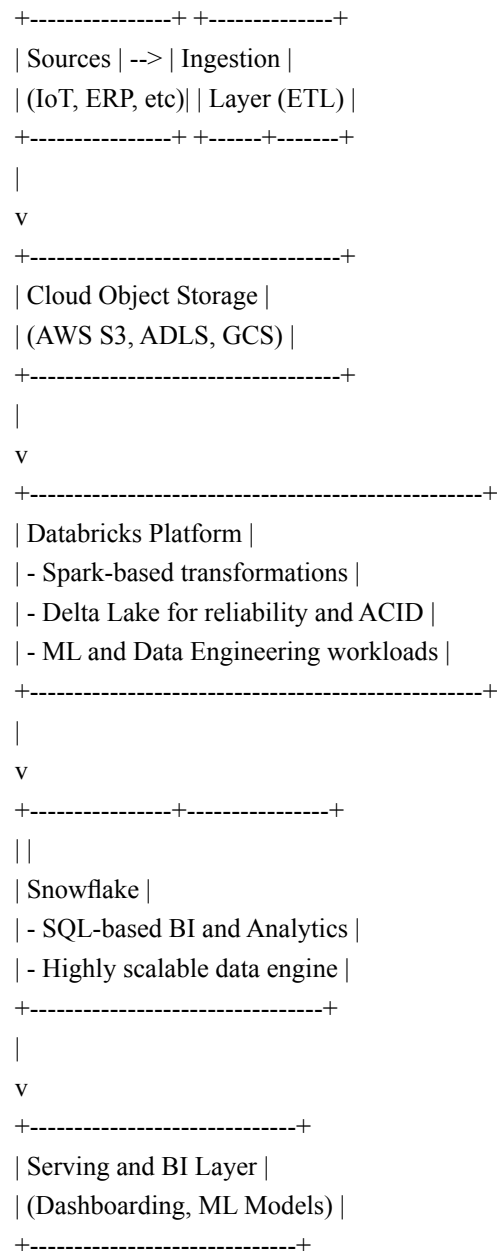 +----------------+ +--------------+
| Sources | --> | Ingestion |
| (IoT, ERP, etc)| | Layer (ETL) |
+----------------+ +------+-------+
|
v
+-----------------------------------+
| Cloud Object Storage |
| (AWS S3, ADLS, GCS) |
+-----------------------------------+
|
v
+---------------------------------------------------+
| Databricks Platform |
| - Spark-based transformations |
| - Delta Lake for reliability and ACID |
| - ML and Data Engineering workloads |
+---------------------------------------------------+
|
v
+----------------+----------------+
| |
| Snowflake |
| - SQL-based BI and Analytics |
| - Highly scalable data engine |
+---------------------------------+
|
v
+------------------------------+
| Serving and BI Layer |
| (Dashboarding, ML Models) |
+------------------------------+